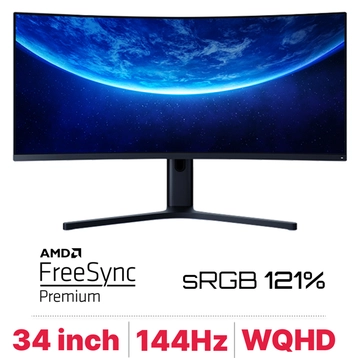 AMD
FreeSync
Premium
sRGB 121%
34 inch | 144Hz | WQHD